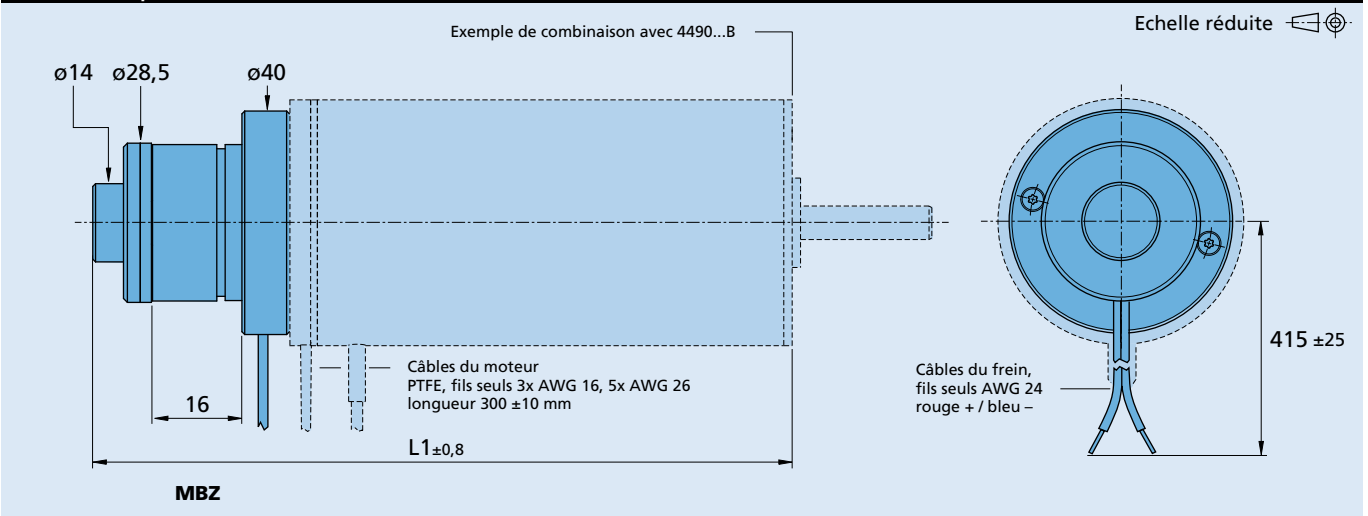 Echelle réduite
Exemple de combinaison avec 4490...B
ø14
ø28,5
ø40
415 ±25
Câbles du moteur
PTFE, fils seuls 3x AWG 16, 5x AWG 26
longueur 300 ±10 mm
Câbles du frein,
fils seuls AWG 24
rouge + / bleu –
16
L1±0,8
MBZ